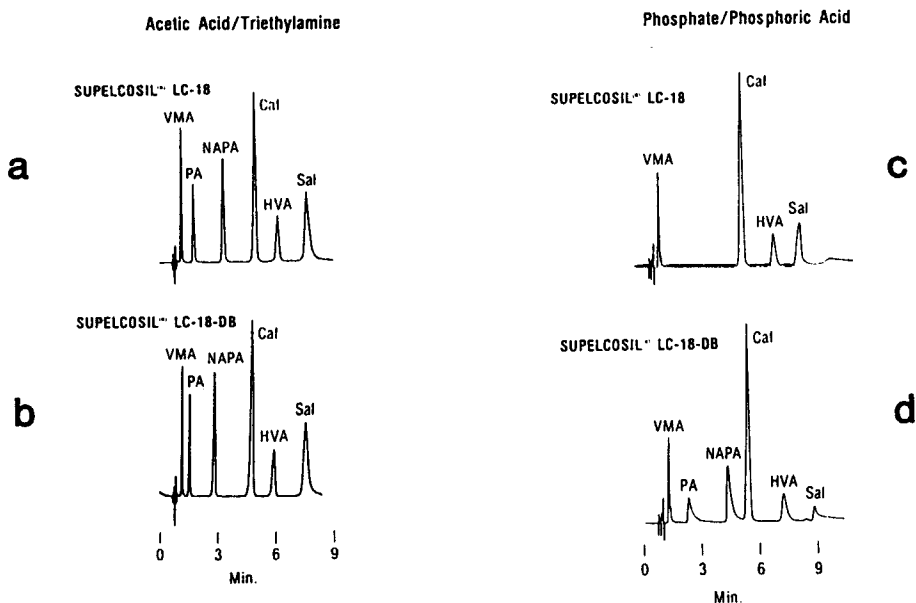 Acetic Acid/Triethylamine
Phosphate/Phosphoric Acid
a
SUPELCOSIL™ LC-18
VMA
PA
NAPA
Caf
HVA
Sal
c
SUPELCOSIL™ LC-18
VMA
Caf
HVA
Sal
b
SUPELCOSIL™ LC-18-DB
VMA
PA
NAPA
Caf
HVA
Sal
0 3 6 9
Min.
d
SUPELCOSIL™ LC-18-DB
VMA
PA
NAPA
Caf
HVA
Sal
0 3 6 9
Min.